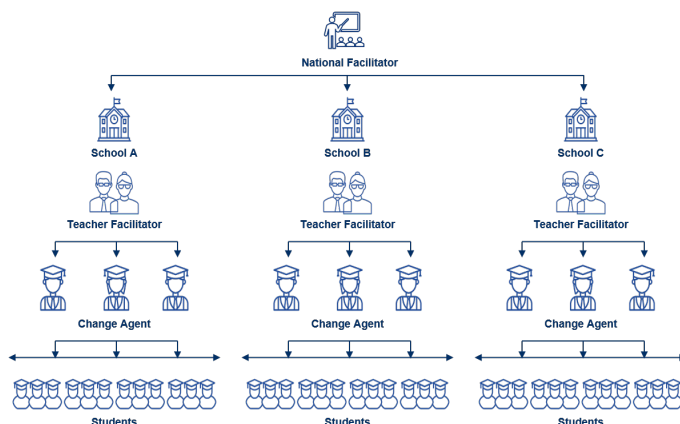 National Facilitator
School A
School B
School C
Teacher Facilitator
Teacher Facilitator
Teacher Facilitator
Change Agent
Change Agent
Change Agent
Students
Students
Students